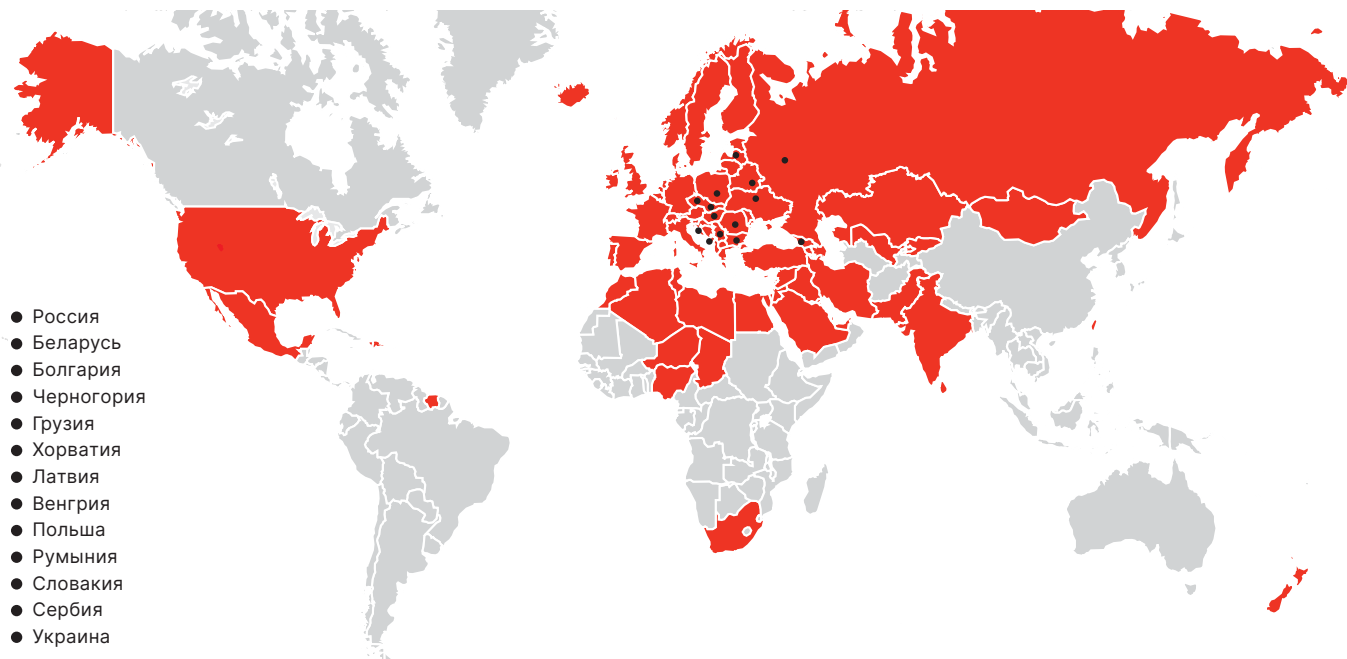 Россия
Беларусь
Болгария
Черногория
Грузия
Хорватия
Латвия
Венгрия
Польша
Румыния
Словакия
Сербия
Украина